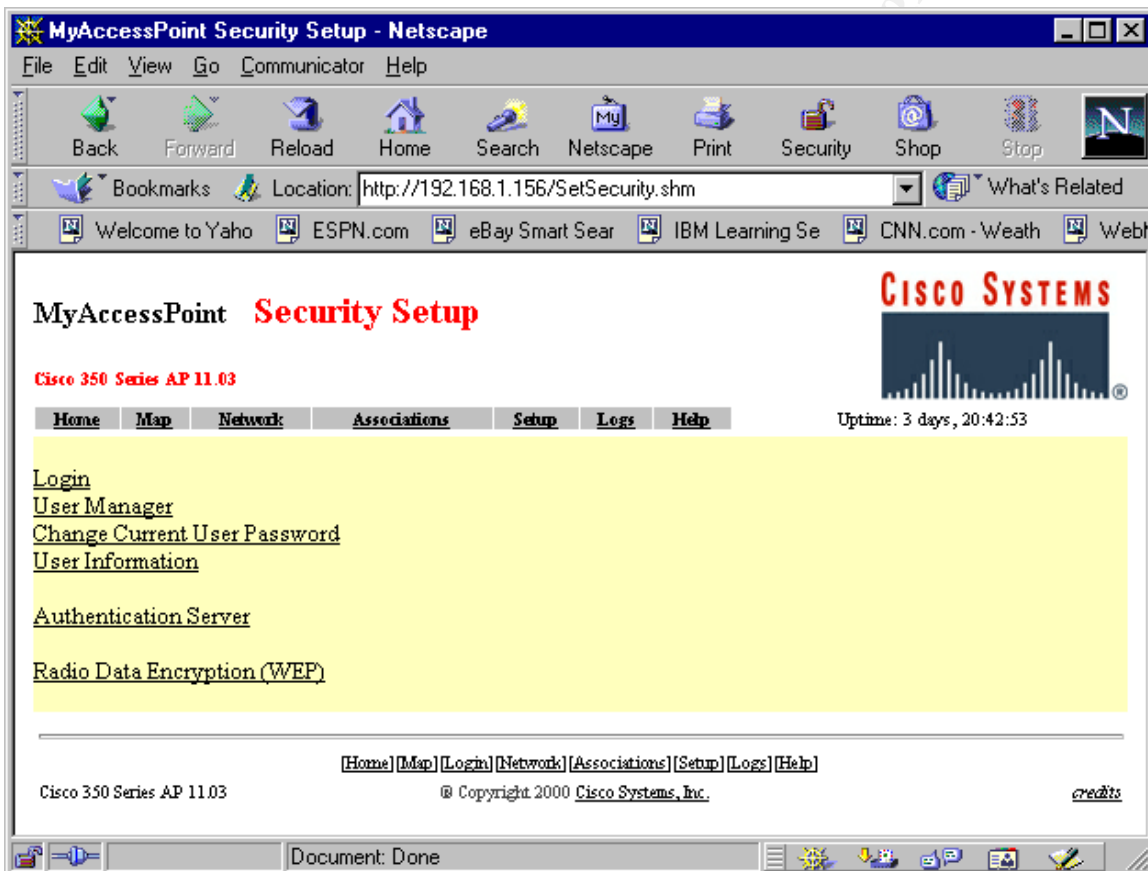 MyAccessPoint Security Setup - Netscape
File Edit View Go Communicator Help
My
N
Back Forward Reload Home Search Netscape Print Security Shop Stop
Bookmarks Location: http://192.168.1.156/SetSecurity.shm What's Related
Welcome to Yaho ESPN.com eBay Smart Sear IBM Learning Se CNN.com - Weath
MyAccessPoint Security Setup
CISCO SYSTEMS
®
Cisco 350 Series AP 11.03
Home Map Network Associations Setup Logs Help
Uptime: 3 days, 20:42:53
Login
User Manager
Change Current User Password
User Information
Authentication Server
Radio Data Encryption (WEP)
[Home][Map][Login][Network][Associations][Setup][Logs][Help]
Cisco 350 Series AP 11.03 © Copyright 2000 Cisco Systems, Inc. credits
Document: Done